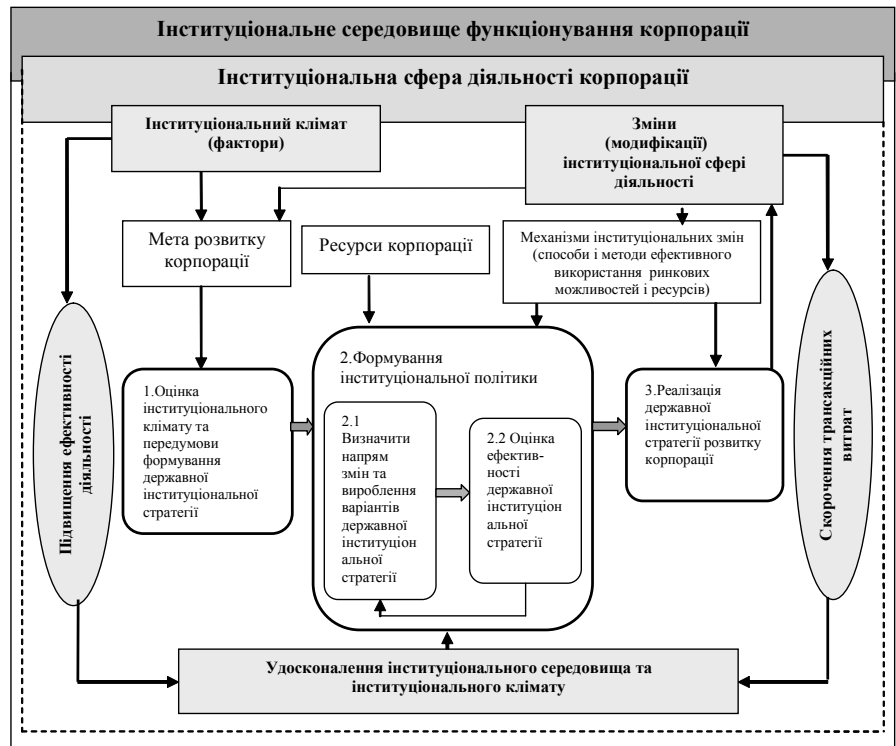 Інституціональне середовище функціонування корпорації
Інституціональна сфера діяльності корпорації
Інституціональний клімат
(фактори)
Зміни
(модифікації)
інституціональної сфері
діяльності
Мета розвитку
корпорації
Ресурси корпорації
Механізми інституціональних змін
(способи і методи ефективного
використання ринкових
можливостей і ресурсів)
Підвищення ефективності
діяльності
1.Оцінка
інституціонального
клімату та
передумови
формування
державної
інституціональної
стратегії
2.Формування
інституціональної політики
2.1
Визначити
напрям
змін та
вироблення
варіантів
державної
інституціон
альної
стратегії
2.2 Оцінка
ефектив-
ності
державної
інституціон
альної
стратегії
3.Реалізація
державної
інституціональної
стратегії розвитку
корпорації
Скорочення трансакційних
витрат
Удосконалення інституціонального середовища та
інституціонального клімату